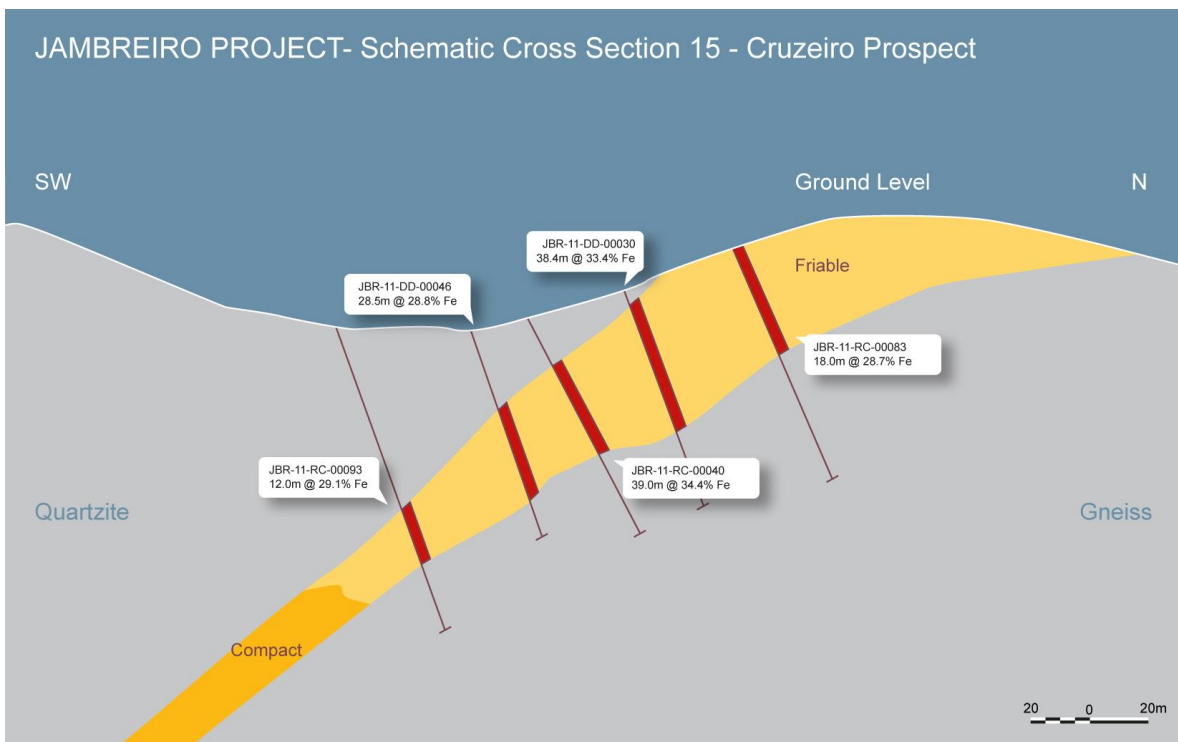 JAMBREIRO PROJECT- Schematic Cross Section 15 - Cruzeiro Prospect
SW
Ground Level
N
JBR-11-DD-00030
38.4m @ 33.4% Fe
JBR-11-DD-00046
28.5m @ 28.8% Fe
Friable
JBR-11-RC-00083
18.0m @ 28.7% Fe
JBR-11-RC-00093
12.0m @ 29.1% Fe
JBR-11-RC-00040
39.0m @ 34.4% Fe
Quartzite
Gneiss
Compact
20 0 20m